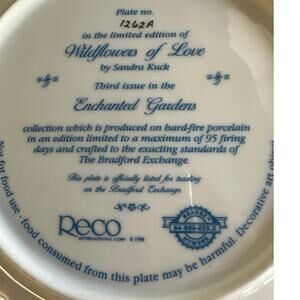 Plate no.
1262A
in the limited edition of
Wildflowers of Love
by Sandra Kuck
Third issue in the
Enchanted Gardens
collection which is produced on hard-fire porcelain
in an edition limited to a maximum of 95 firing
days and crafted to the exacting standards of
The Bradford Exchange.
This plate is officially listed for trading
on the Bradford Exchange.
Reco
INTERNATIONAL CORP © 1998
BRADEX
NUMBER
Not for food use - food consumed from this plate may be harmful. Decorative art